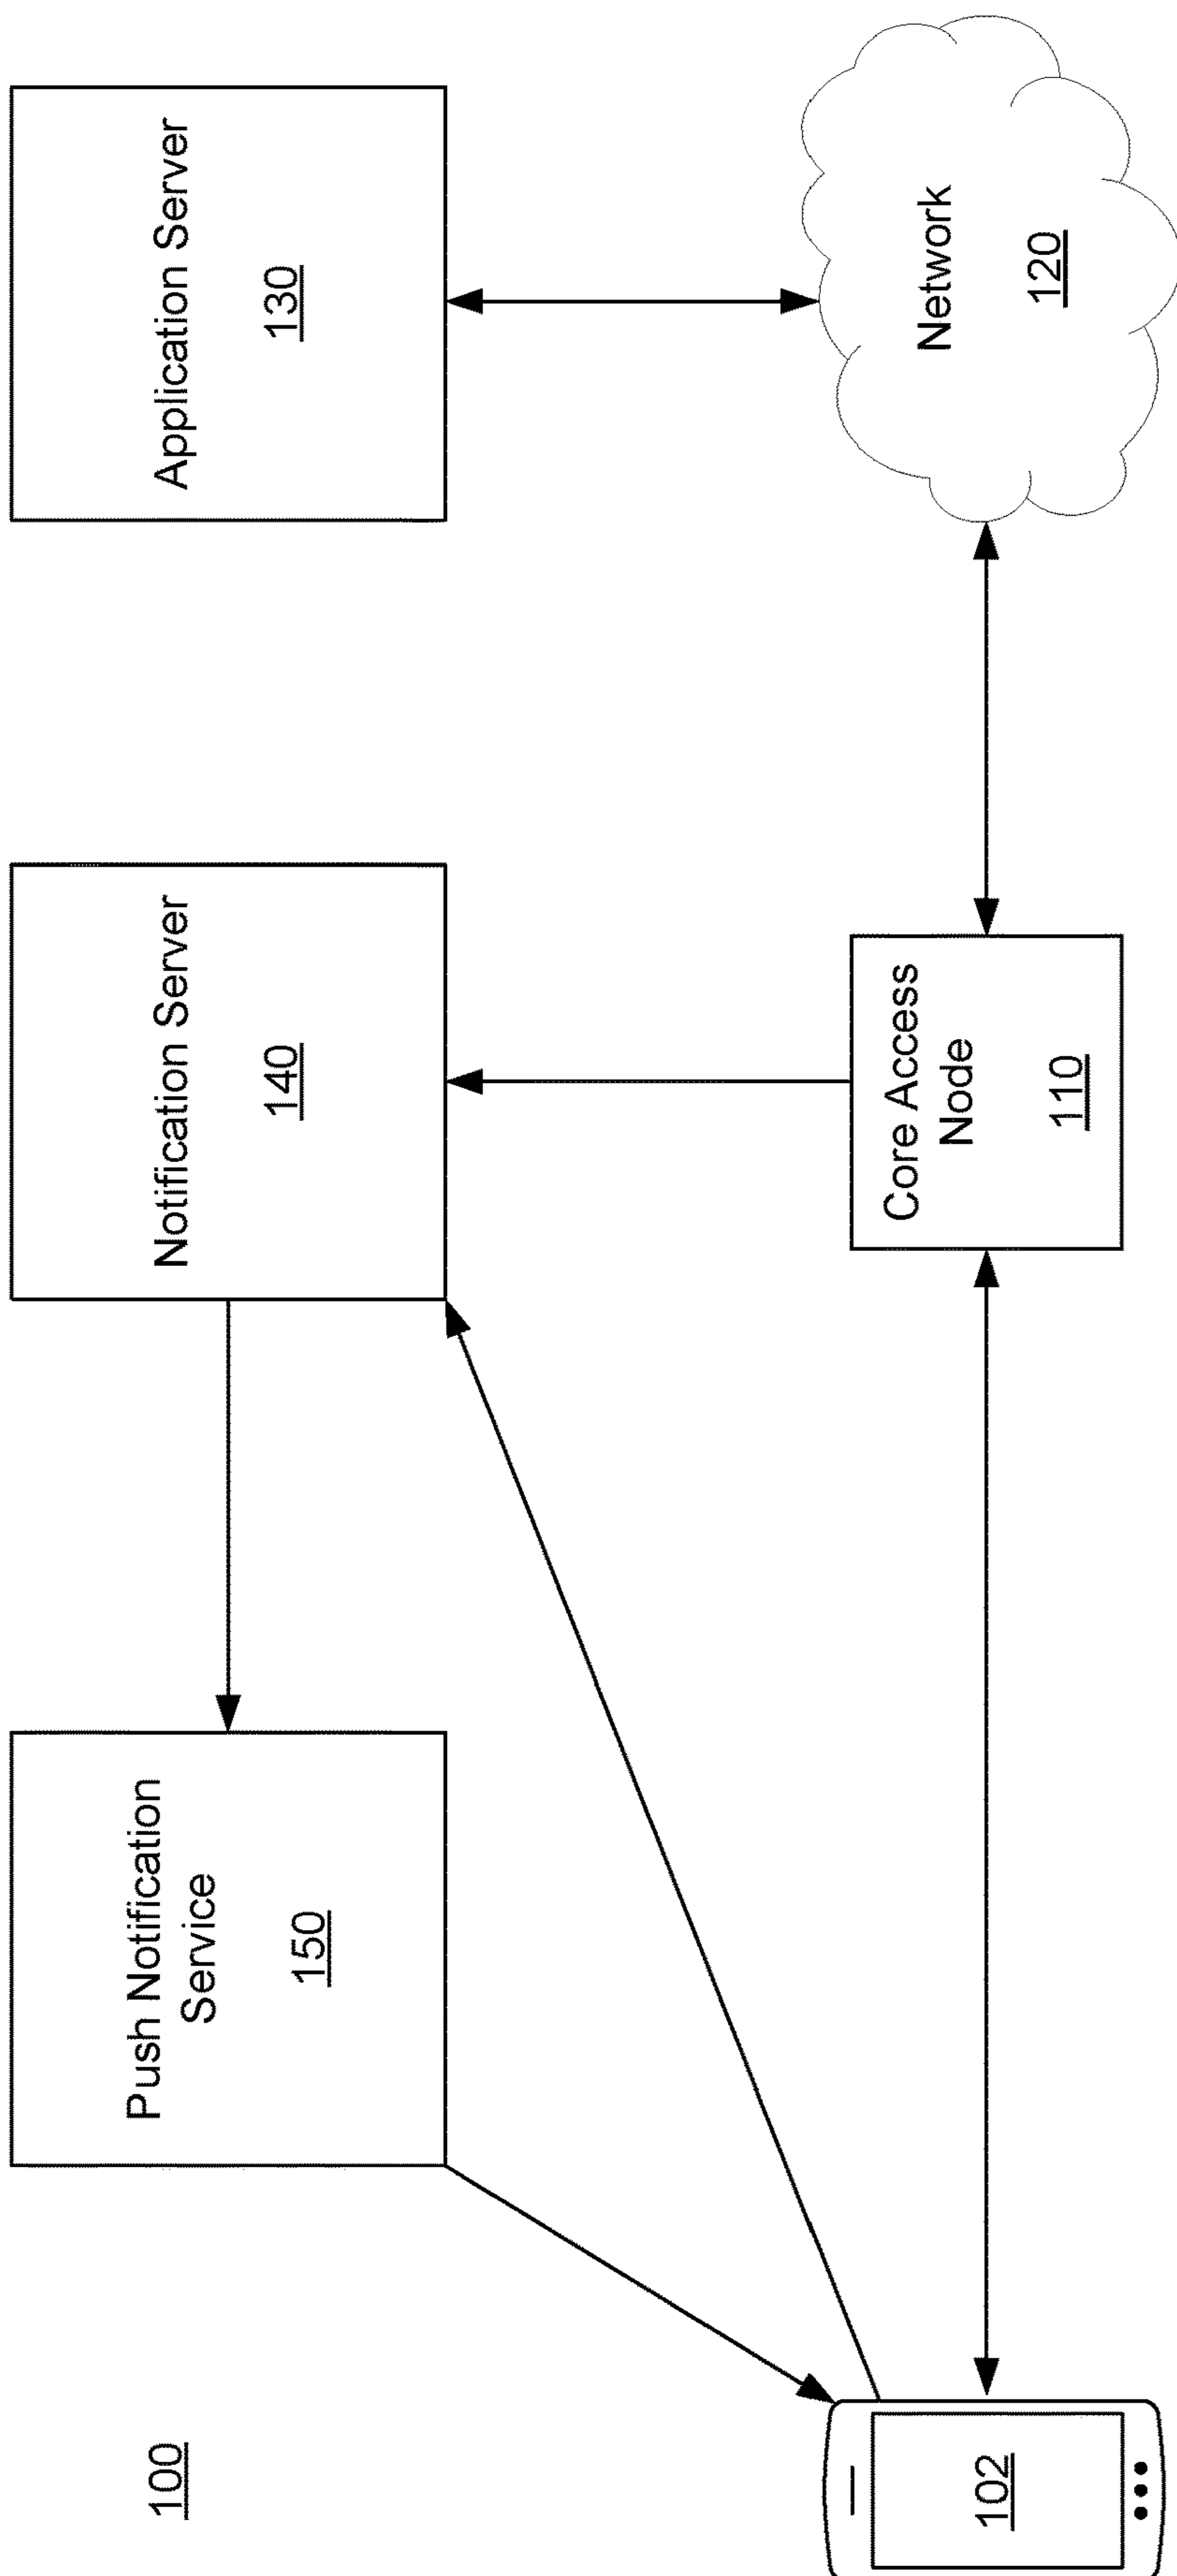 100
Push Notification
Service
150
Notification Server
140
Application Server
130
102
Core Access
Node
110
Network
120